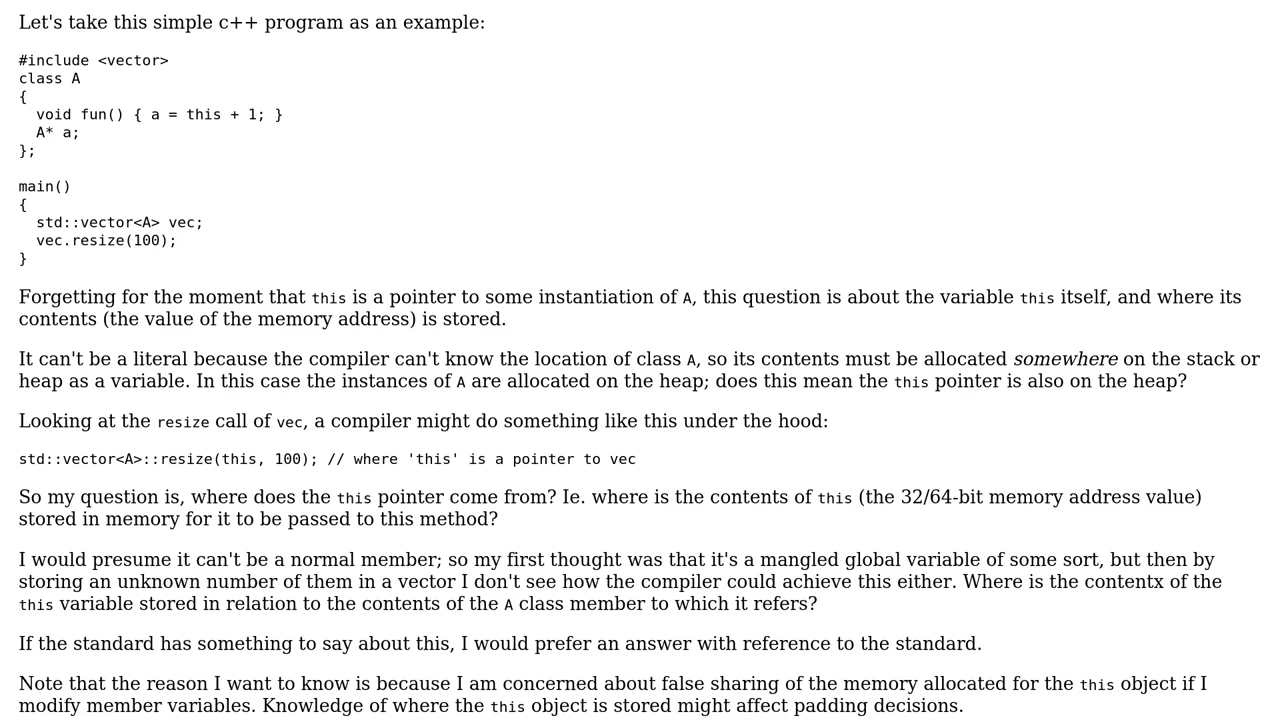 Let's take this simple c++ program as an example:
#include <vector>
class A
{
  void fun() { a = this + 1; }
  A* a;
};
main()
{
  std::vector<A> vec;
  vec.resize(100);
}
Forgetting for the moment that this is a pointer to some instantiation of A, this question is about the variable this itself, and where its
contents (the value of the memory address) is stored.
It can't be a literal because the compiler can't know the location of class A, so its contents must be allocated somewhere on the stack or
heap as a variable. In this case the instances of A are allocated on the heap; does this mean the this pointer is also on the heap?
Looking at the resize call of vec, a compiler might do something like this under the hood:
std::vector<A>::resize(this, 100); // where 'this' is a pointer to vec
So my question is, where does the this pointer come from? Ie. where is the contents of this (the 32/64-bit memory address value)
stored in memory for it to be passed to this method?
I would presume it can't be a normal member; so my first thought was that it's a mangled global variable of some sort, but then by
storing an unknown number of them in a vector I don't see how the compiler could achieve this either. Where is the contentx of the
this variable stored in relation to the contents of the A class member to which it refers?
If the standard has something to say about this, I would prefer an answer with reference to the standard.
Note that the reason I want to know is because I am concerned about false sharing of the memory allocated for the this object if I
modify member variables. Knowledge of where the this object is stored might affect padding decisions.